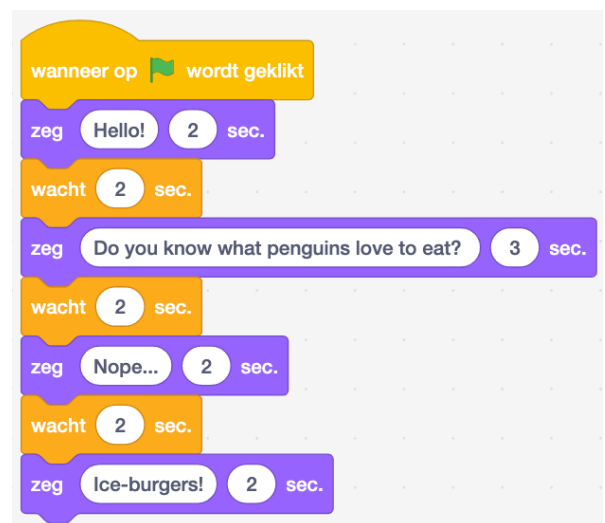 wanneer op wordt geklikt
zeg Hello! 2 sec.
wacht 2 sec.
zeg Do you know what penguins love to eat? 3 sec.
wacht 2 sec.
zeg Nope... 2 sec.
wacht 2 sec.
zeg Ice-burgers! 2 sec.